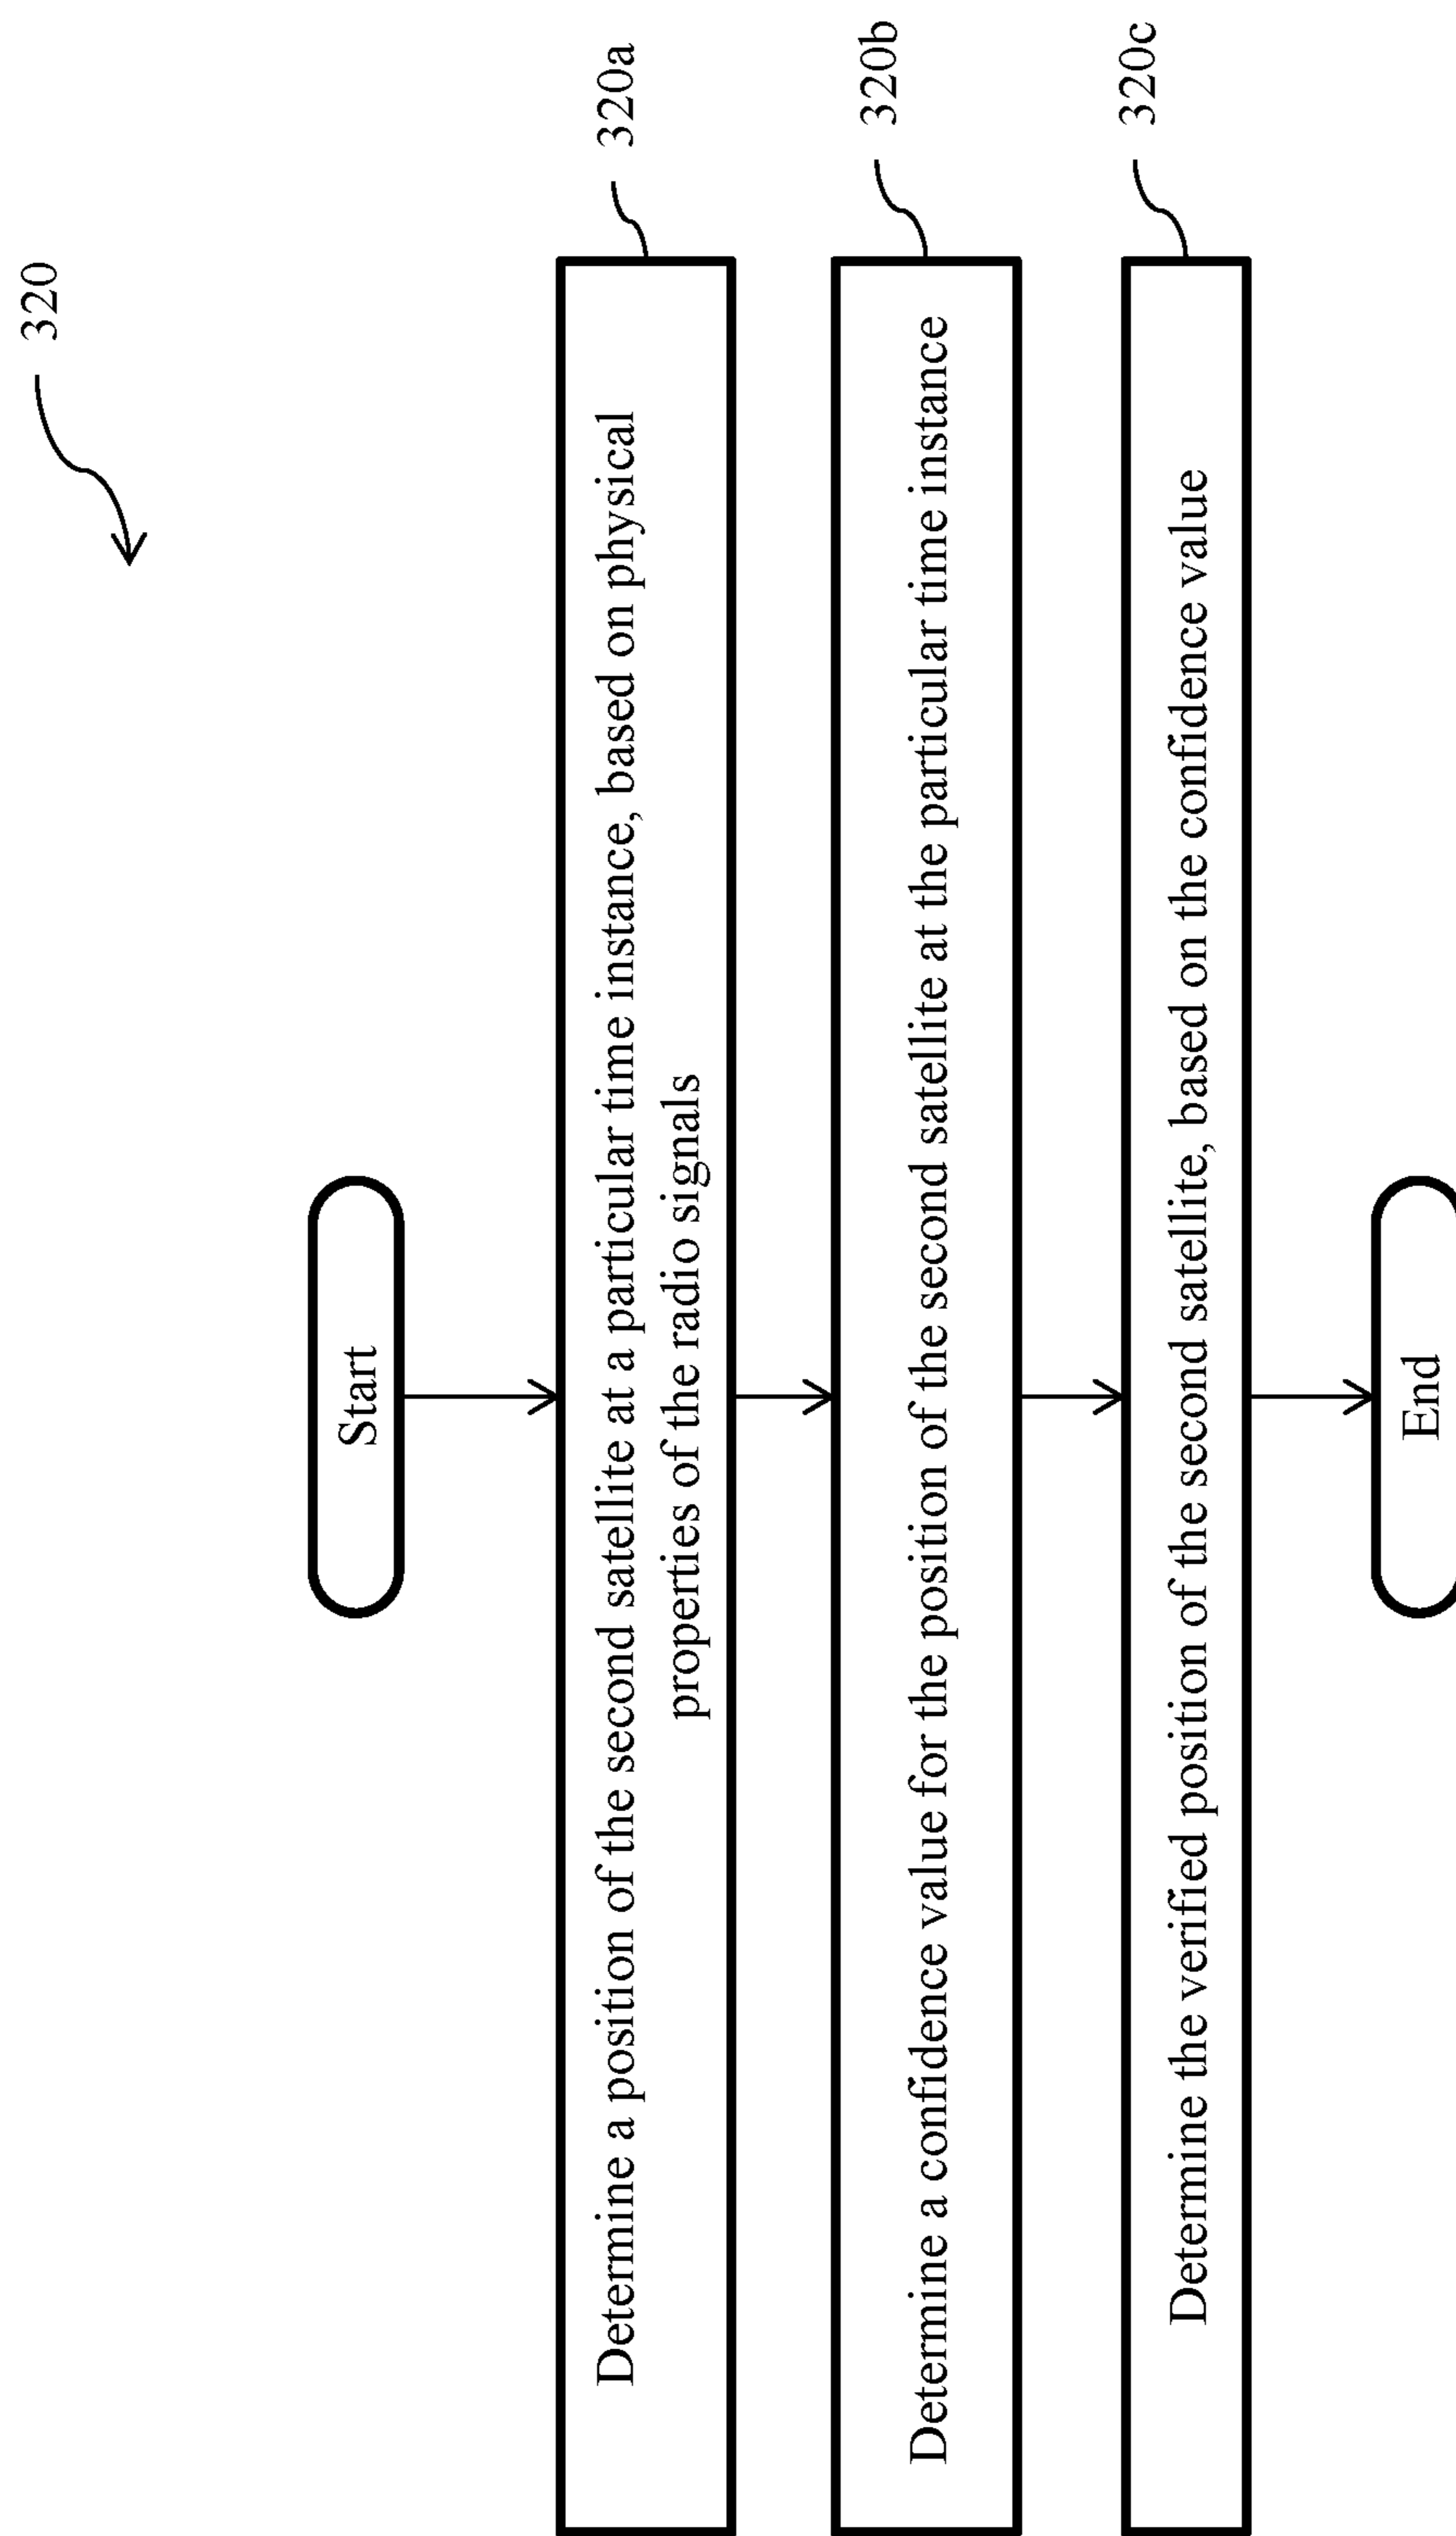 320
Start
Determine a position of the second satellite at a particular time instance, based on physical
properties of the radio signals
320a
Determine a confidence value for the position of the second satellite at the particular time instance
320b
Determine the verified position of the second satellite, based on the confidence value
320c
End